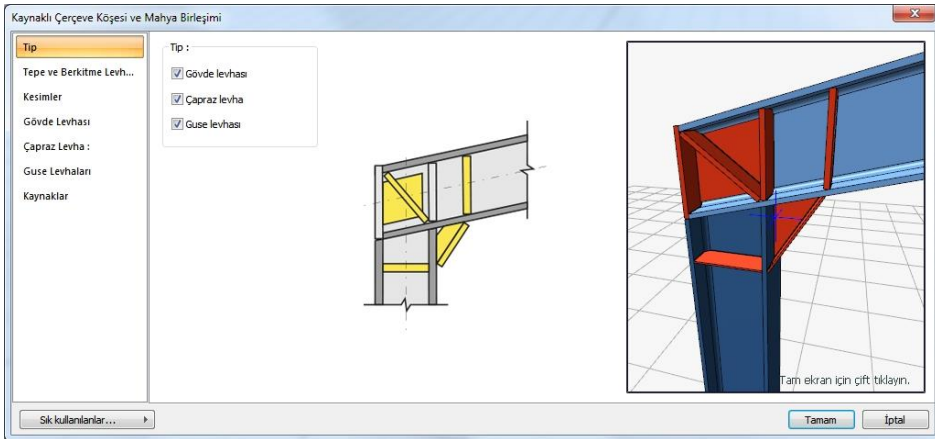 Kaynaklı Çerçeve Köşesi ve Mahya Birleşimi
Tip
Tepe ve Berkitme Levh...
Kesimler
Gövde Levhası
Çapraz Levha :
Guse Levhaları
Kaynaklar
Tip :
Gövde levhası
Çapraz levha
Guse levhası
Tam ekran için çift tıklayın.
Sık kullanılanlar...
Tamam
İptal